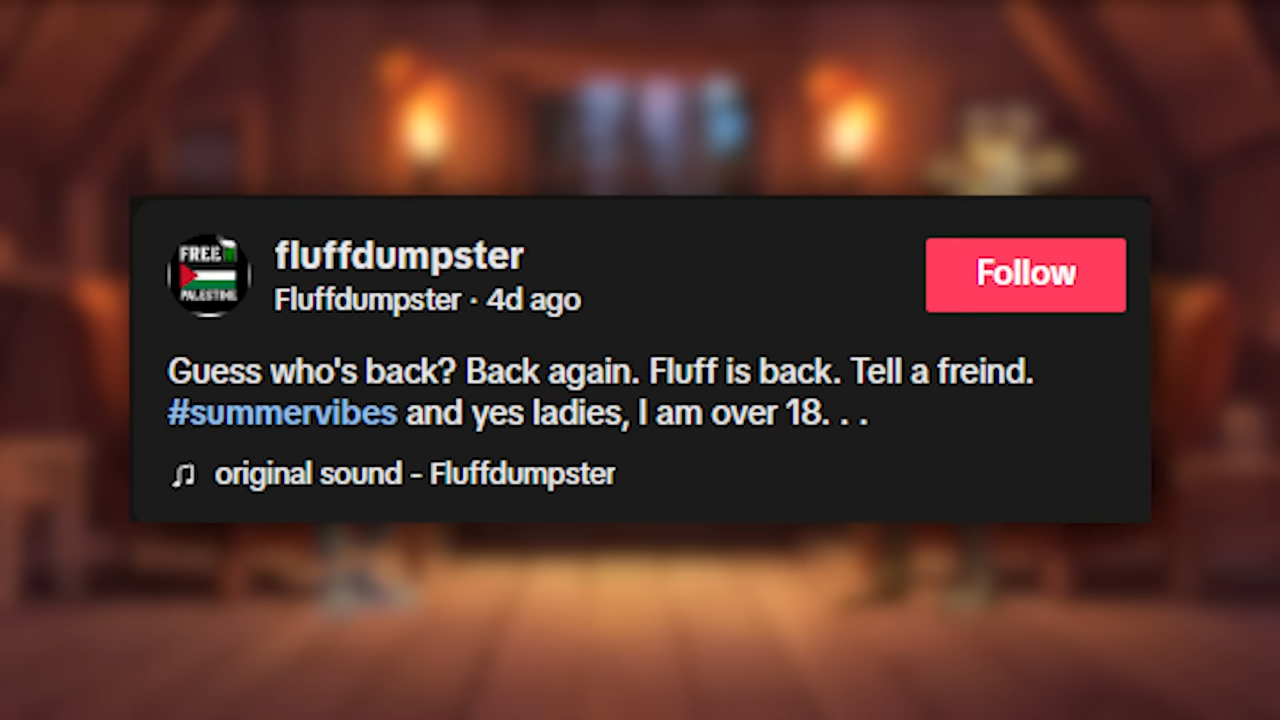 FREE
PALESTINE
fluffdumpster
Fluffdumpster · 4d ago
Follow
Guess who's back? Back again. Fluff is back. Tell a freind.
#summervibes and yes ladies, I am over 18. . .
original sound - Fluffdumpster